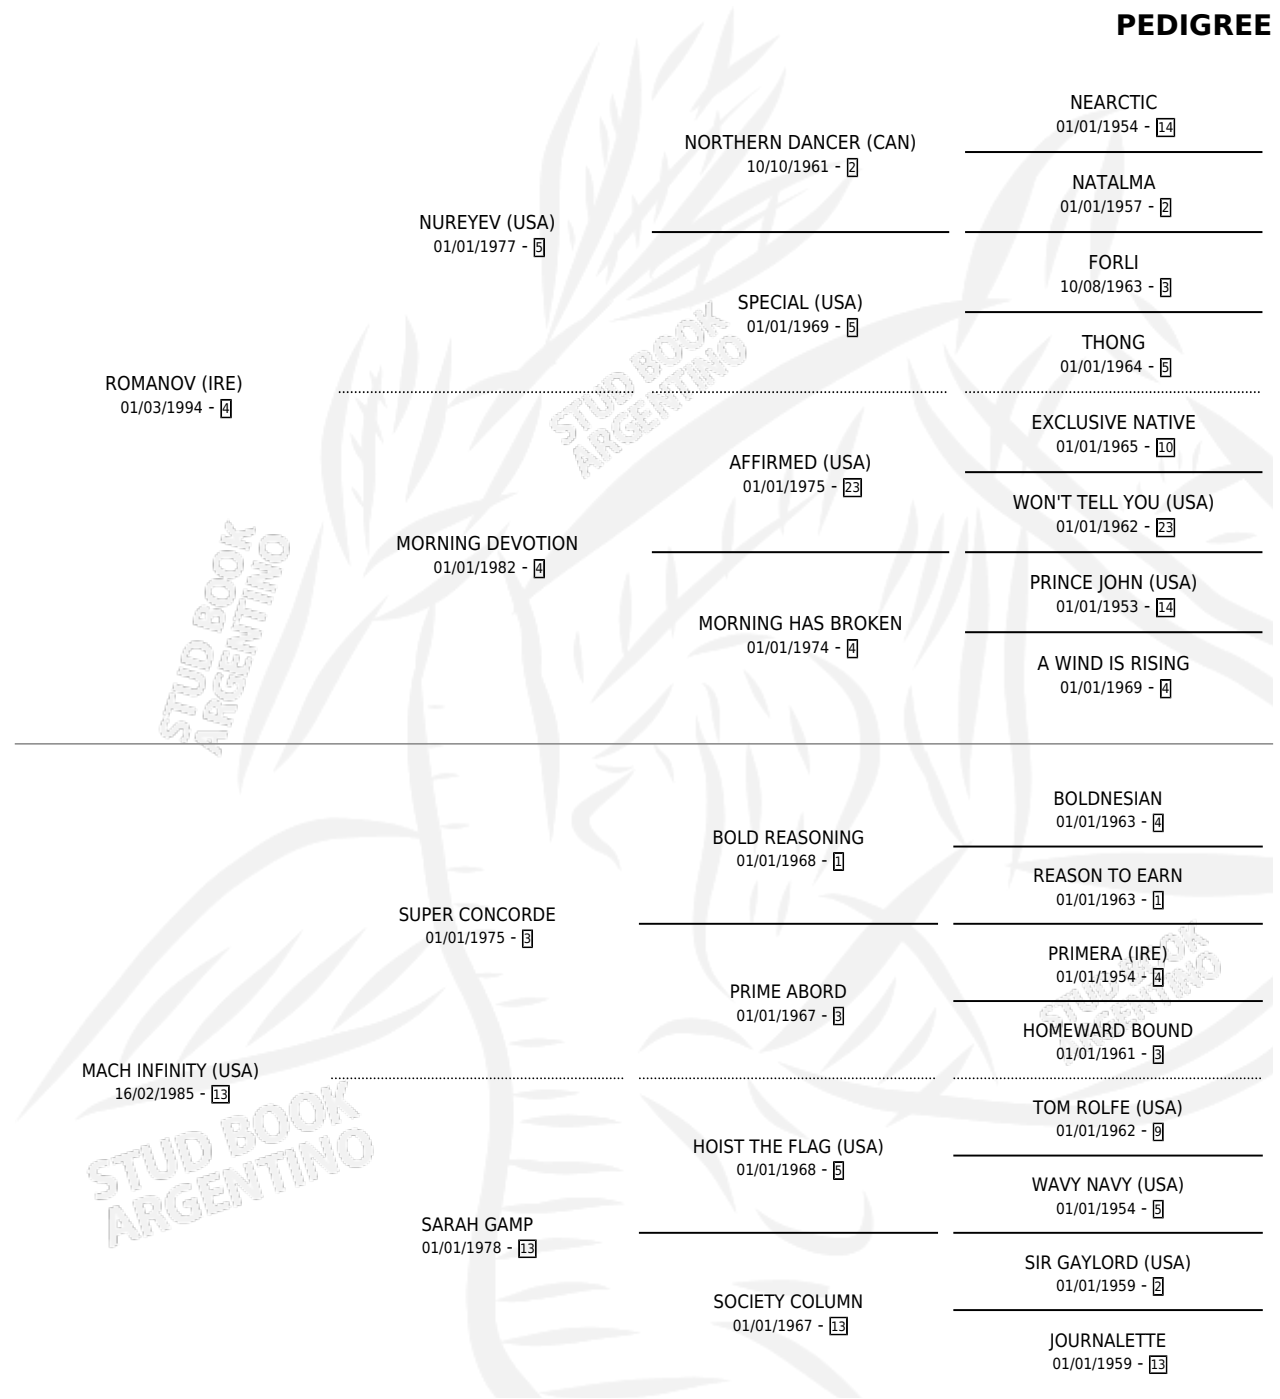 PEDIGREE
NEARCTIC
01/01/1954 - 14
NORTHERN DANCER (CAN)
10/10/1961 - 2
NATALMA
01/01/1957 - 2
NUREYEV (USA)
01/01/1977 - 5
FORLI
10/08/1963 - 3
SPECIAL (USA)
01/01/1969 - 5
THONG
01/01/1964 - 5
ROMANOV (IRE)
01/03/1994 - 4
EXCLUSIVE NATIVE
01/01/1965 - 10
AFFIRMED (USA)
01/01/1975 - 23
WON'T TELL YOU (USA)
01/01/1962 - 23
MORNING DEVOTION
01/01/1982 - 4
PRINCE JOHN (USA)
01/01/1953 - 14
MORNING HAS BROKEN
01/01/1974 - 4
A WIND IS RISING
01/01/1969 - 4
BOLDNESIAN
01/01/1963 - 4
BOLD REASONING
01/01/1968 - 1
REASON TO EARN
01/01/1963 - 1
SUPER CONCORDE
01/01/1975 - 3
PRIMERA (IRE)
01/01/1954 - 4
PRIME ABORD
01/01/1967 - 3
HOMEWARD BOUND
01/01/1961 - 3
MACH INFINITY (USA)
16/02/1985 - 13
TOM ROLFE (USA)
01/01/1962 - 9
HOIST THE FLAG (USA)
01/01/1968 - 5
WAVY NAVY (USA)
01/01/1954 - 5
SARAH GAMP
01/01/1978 - 13
SIR GAYLORD (USA)
01/01/1959 - 2
SOCIETY COLUMN
01/01/1967 - 13
JOURNALETTE
01/01/1959 - 13
STUD BOOK
ARGENTINO
STUD BOOK
ARGENTINO
STUD BOOK
ARGENTINO
STUD BOOK
ARGENTINO